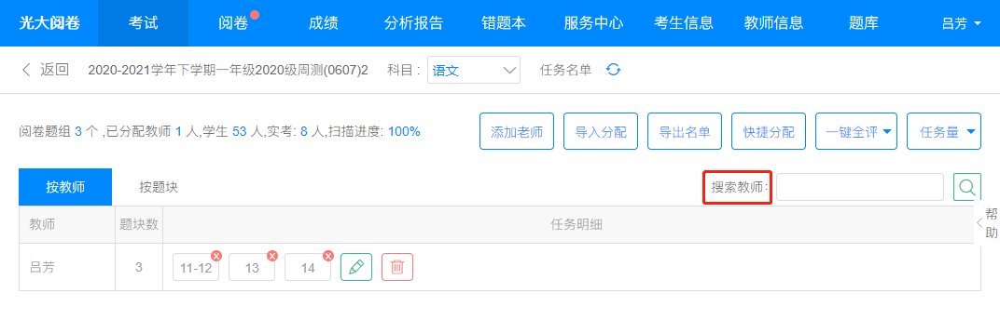 光大阅卷 考试 阅卷 成绩 分析报告 错题本 服务中心 考生信息 教师信息 题库 吕芳
返回 2020-2021学年下学期一年级2020级周测(0607)2 科目 : 语文 任务名单
阅卷题组 3 个 ,已分配教师 1 人,学生 53 人,实考: 8 人,扫描进度: 100% 添加老师 导入分配 导出名单 快捷分配 一键全评 任务量
按教师 按题块 搜索教师:
帮助
教师 题块数 任务明细
吕芳 3 11-12 13 14